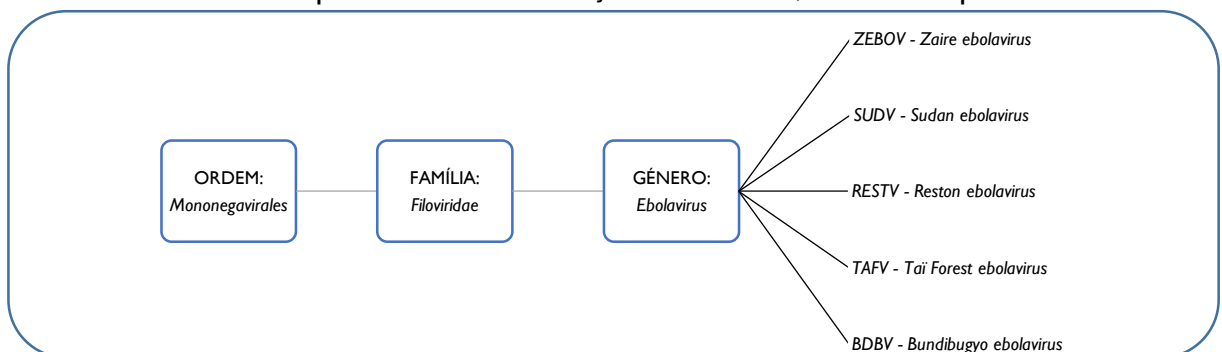 ZEBOV - Zaire ebolavirus
SUDV - Sudan ebolavirus
ORDEM:
Mononegavirales
FAMÍLIA:
Filoviridae
GÉNERO:
Ebolavirus
RESTV - Reston ebolavirus
TAFV - Taï Forest ebolavirus
BDBV - Bundibugyo ebolavirus